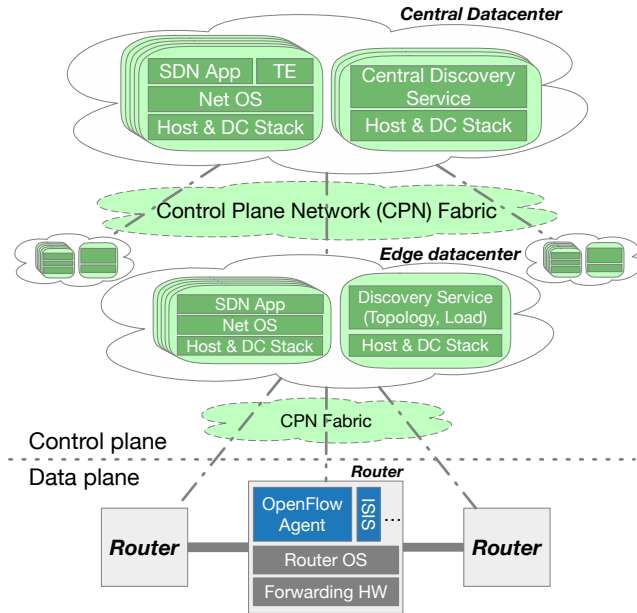 Central Datacenter
SDN App
TE
Net OS
Host & DC Stack
Central Discovery
Service
Host & DC Stack
Control Plane Network (CPN) Fabric
Edge datacenter
SDN App
Net OS
Host & DC Stack
Discovery Service
(Topology, Load)
Host & DC Stack
CPN Fabric
Control plane
Data plane
Router
OpenFlow
Agent
ISIS
...
Router OS
Forwarding HW
Router
Router